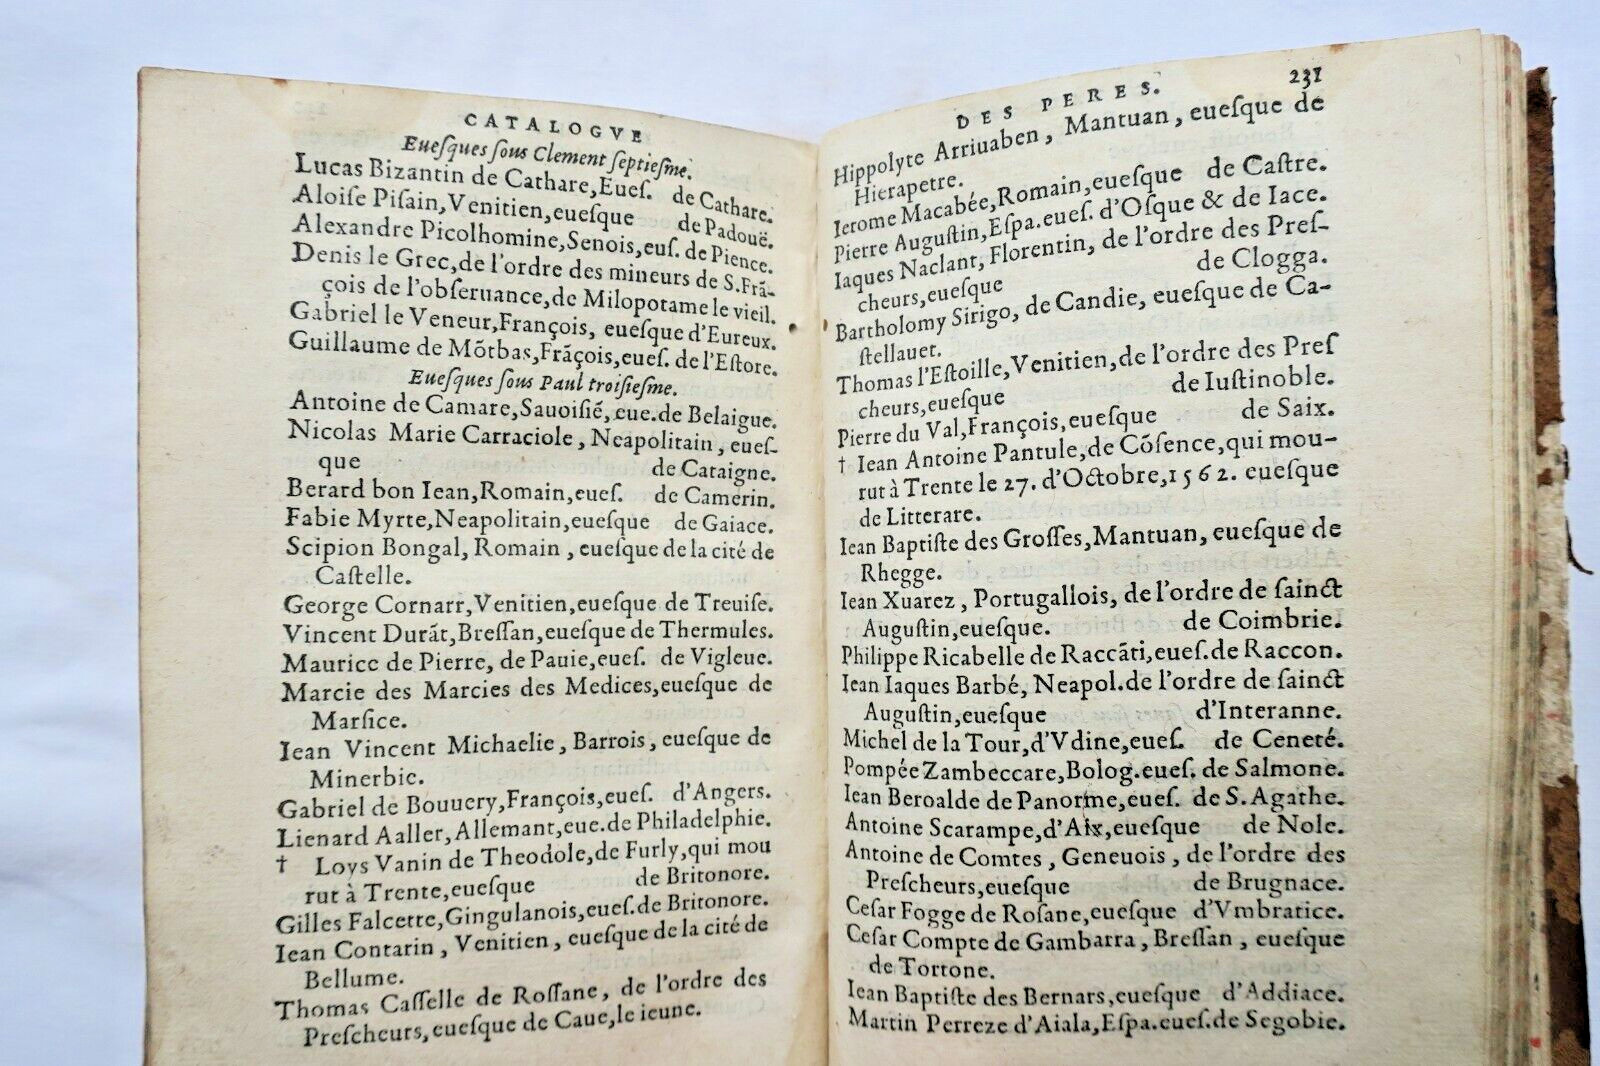 CATALOGVE
Eueſques ſous Clement ſeptieſme.
Lucas Bizantin de Cathare, Eueſ. de Cathare.
Aloiſe Piſain, Venitien, eueſque de Padouë.
Alexandre Picolhomine, Senois, euſ. de Pience.
Denis le Grec, de l'ordre des mineurs de S. Frã-
çois de l'obſeruance, de Milopotame le vieil.
Gabriel le Veneur, François, eueſque d'Eureux.
Guillaume de Mõtbas, Frãçois, eueſ. de l'Eſtore.
Eueſques ſous Paul troiſieſme.
Antoine de Camare, Sauoiſié, eue. de Belaigue.
Nicolas Marie Carraciole, Neapolitain, eueſ-
que de Cataigne.
Berard bon Iean, Romain, eueſ. de Camerin.
Fabie Myrte, Neapolitain, eueſque de Gaiace.
Scipion Bongal, Romain, eueſque de la cité de
Caſtelle.
George Cornarr, Venitien, eueſque de Treuiſe.
Vincent Durãt, Breſſan, eueſque de Thermules.
Maurice de Pierre, de Pauie, eueſ. de Vigleue.
Marcie des Marcies des Medices, eueſque de
Marſice.
Iean Vincent Michaelie, Barrois, eueſque de
Minerbie.
Gabriel de Bouuery, François, eueſ. d'Angers.
Lienard Aaller, Allemant, eue. de Philadelphie.
† Loys Vanin de Theodole, de Furly, qui mou
rut à Trente, eueſque de Britonore.
Gilles Falcette, Gingulanois, eueſ. de Britonore.
Iean Contarin, Venitien, eueſque de la cité de
Bellume.
Thomas Caſſelle de Roſſane, de l'ordre des
Preſcheurs, eueſque de Caue, le ieune.
DES PERES. 231
Hippolyte Arriuaben, Mantuan, eueſque de
Hierapetre.
Ierome Macabée, Romain, eueſque de Caſtre.
Pierre Auguſtin, Eſpa. eueſ. d'Oſque & de Iace.
Iaques Naclant, Florentin, de l'ordre des Preſ-
cheurs, eueſque de Clogga.
Bartholomy Sirigo, de Candie, eueſque de Ca-
ſtellauet.
Thomas l'Eſtoille, Venitien, de l'ordre des Preſ
cheurs, eueſque de Iuſtinoble.
Pierre du Val, François, eueſque de Saix.
† Iean Antoine Pantule, de Cõſence, qui mou-
rut à Trente le 27. d'Octobre, 1562. eueſque
de Litterare.
Iean Baptiſte des Groſſes, Mantuan, eueſque de
Rhegge.
Iean Xuarez, Portugallois, de l'ordre de ſainct
Auguſtin, eueſque. de Coimbrie.
Philippe Ricabelle de Raccãti, eueſ. de Raccon.
Iean Iaques Barbé, Neapol. de l'ordre de ſainct
Auguſtin, eueſque d'Interanne.
Michel de la Tour, d'Vdine, eueſ. de Ceneté.
Pompée Zambeccare, Bolog. eueſ. de Salmone.
Iean Beroalde de Panorme, eueſ. de S. Agathe.
Antoine Scarampe, d'Aix, eueſque de Nole.
Antoine de Comtes, Geneuois, de l'ordre des
Preſcheurs, eueſque de Brugnace.
Ceſar Fogge de Roſane, eueſque d'Vmbratice.
Ceſar Compte de Gambarra, Breſſan, eueſque
de Tortone.
Iean Baptiſte des Bernars, eueſque d'Addiace.
Martin Perreze d'Aiala, Eſpa. eueſ. de Segobie.